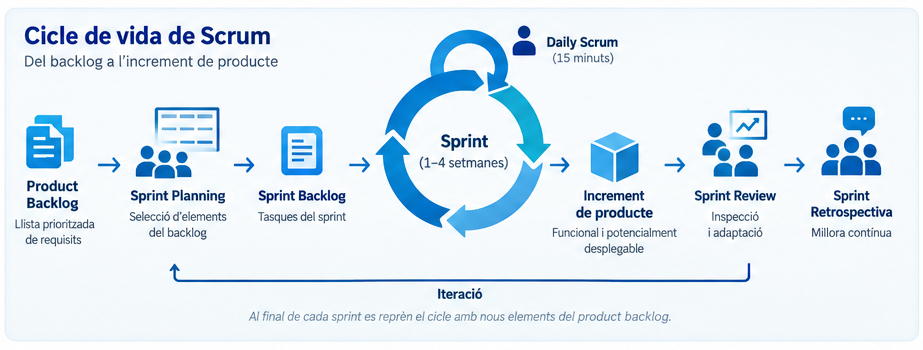 Cicle de vida de Scrum
Del backlog a l'increment de producte
Daily Scrum
(15 minuts)
Product
Backlog
Llista prioritzada
de requisits
Sprint Planning
Selecció d'elements
del backlog
Sprint Backlog
Tasques del sprint
Sprint
(1–4 setmanes)
Increment
de producte
Funcional i potencialment
desplegable
Sprint Review
Inspecció
i adaptació
Sprint
Retrospectiva
Millora contínua
Iteració
Al final de cada sprint es reprèn el cicle amb nous elements del product backlog.